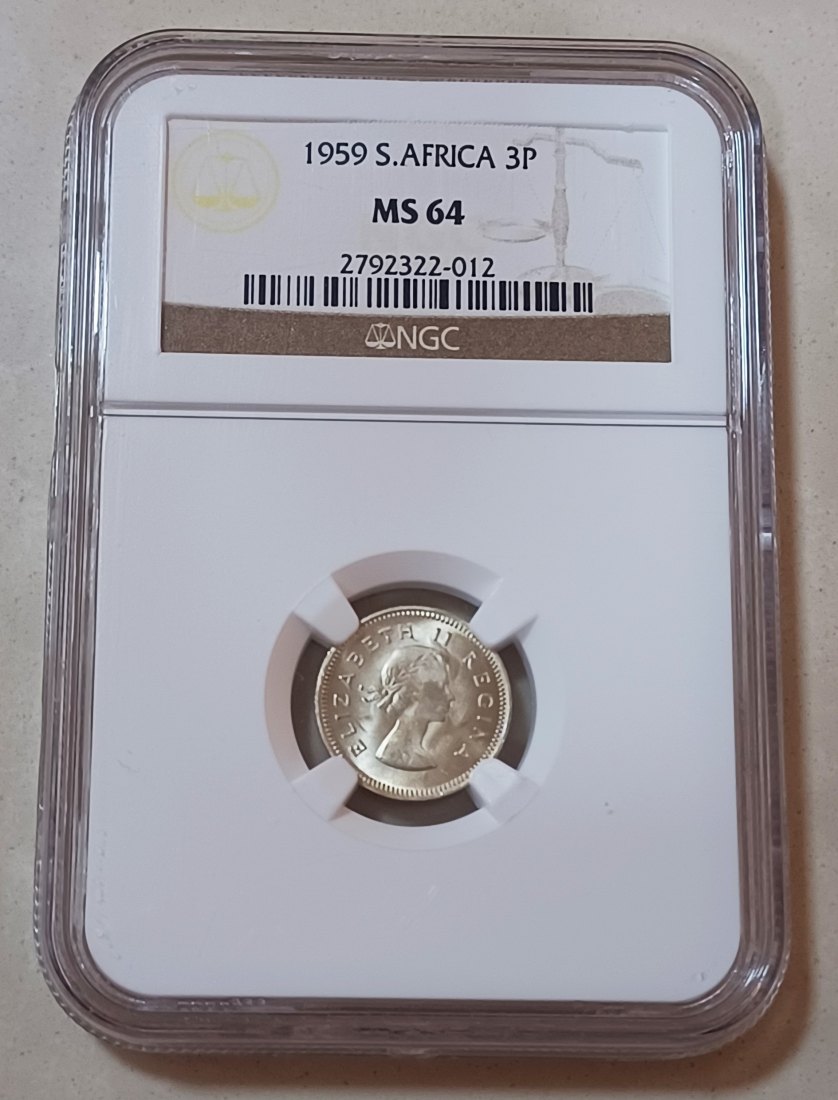 1959 S.AFRICA 3P
MS 64
2792322-012
NGC
ELIZABETH II REGINA